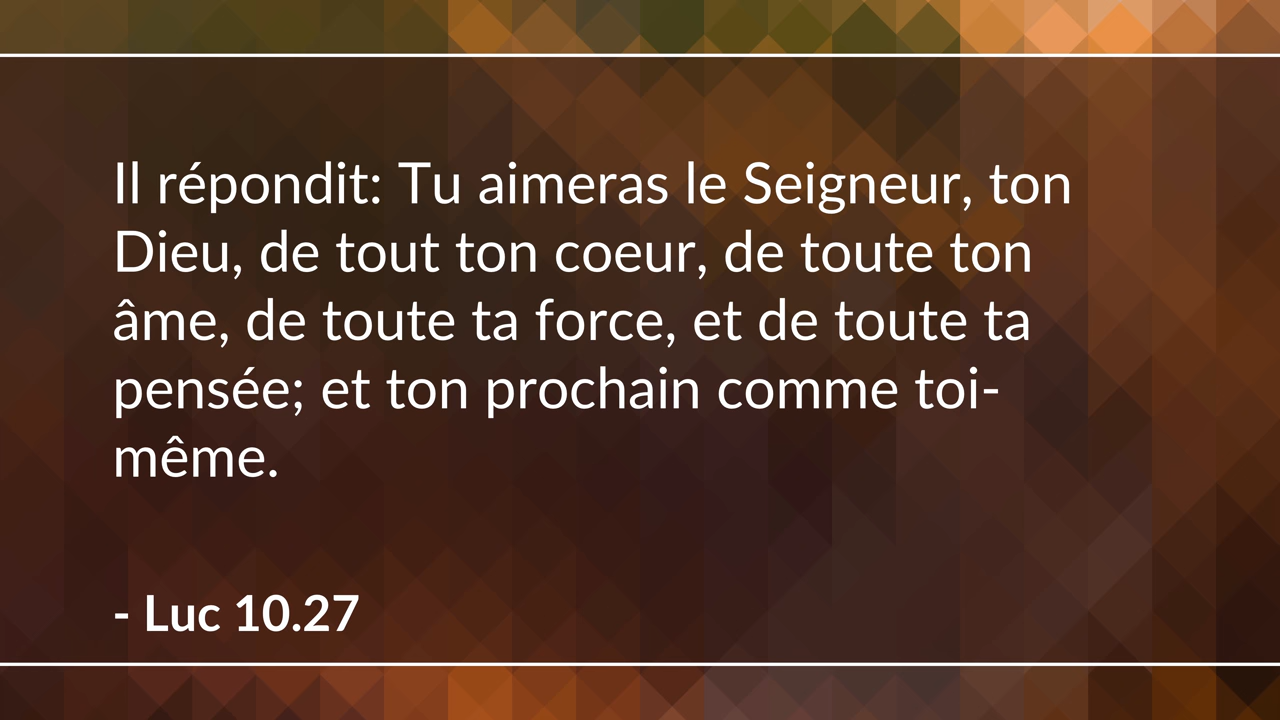 Il répondit: Tu aimeras le Seigneur, ton
Dieu, de tout ton coeur, de toute ton
âme, de toute ta force, et de toute ta
pensée; et ton prochain comme toi-
même.
- Luc 10.27